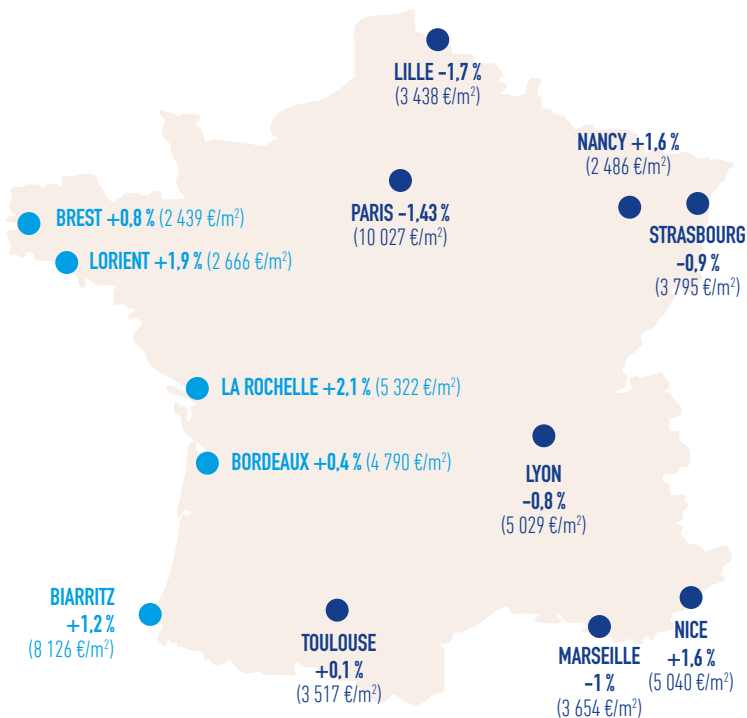 LILLE -1,7 %
(3 438 €/m²)
NANCY +1,6 %
(2 486 €/m²)
PARIS -1,43 %
(10 027 €/m²)
BREST +0,8 % (2 439 €/m²)
STRASBOURG
-0,9 %
(3 795 €/m²)
LORIENT +1,9 % (2 666 €/m²)
LA ROCHELLE +2,1 % (5 322 €/m²)
BORDEAUX +0,4 % (4 790 €/m²)
LYON
-0,8 %
(5 029 €/m²)
BIARRITZ
+1,2 %
(8 126 €/m²)
TOULOUSE
+0,1 %
(3 517 €/m²)
MARSEILLE
-1 %
(3 654 €/m²)
NICE
+1,6 %
(5 040 €/m²)